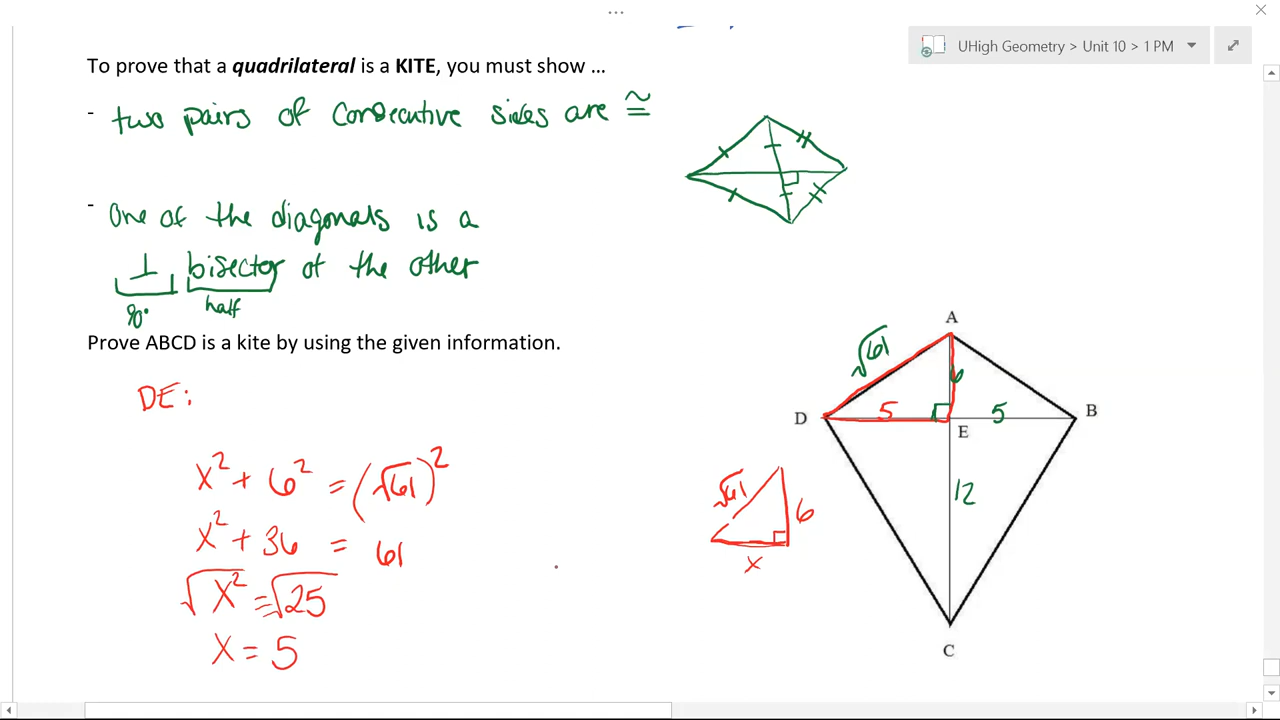 UHigh Geometry > Unit 10 > 1 PM
To prove that a quadrilateral is a KITE, you must show ...
- two pairs of consecutive sides are ≅
- One of the diagonals is a
⊥ bisector of the other
90° half
Prove ABCD is a kite by using the given information.
DE:
x² + 6² = (√61)²
x² + 36 = 61
√x² = √25
x = 5
√61
6
x
A
√61
6
D
5
5
B
E
12
C